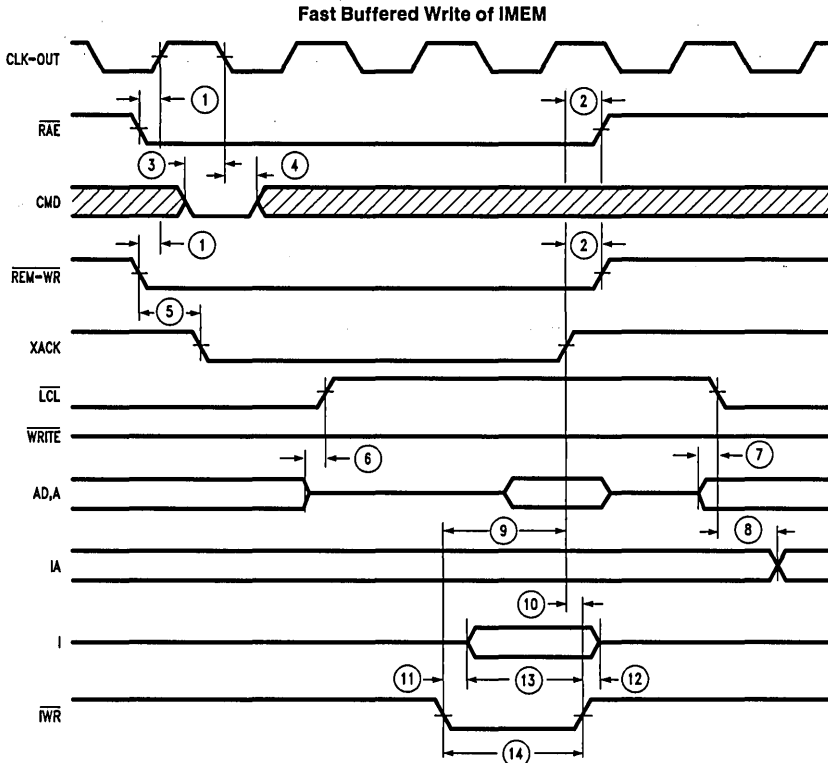 Fast Buffered Write of IMEM
CLK-OUT
1
2
RAE
3
4
CMD
1
2
REM-WR
5
XACK
LCL
WRITE
6
7
AD,A
9
8
IA
10
I
11
13
12
IWR
14